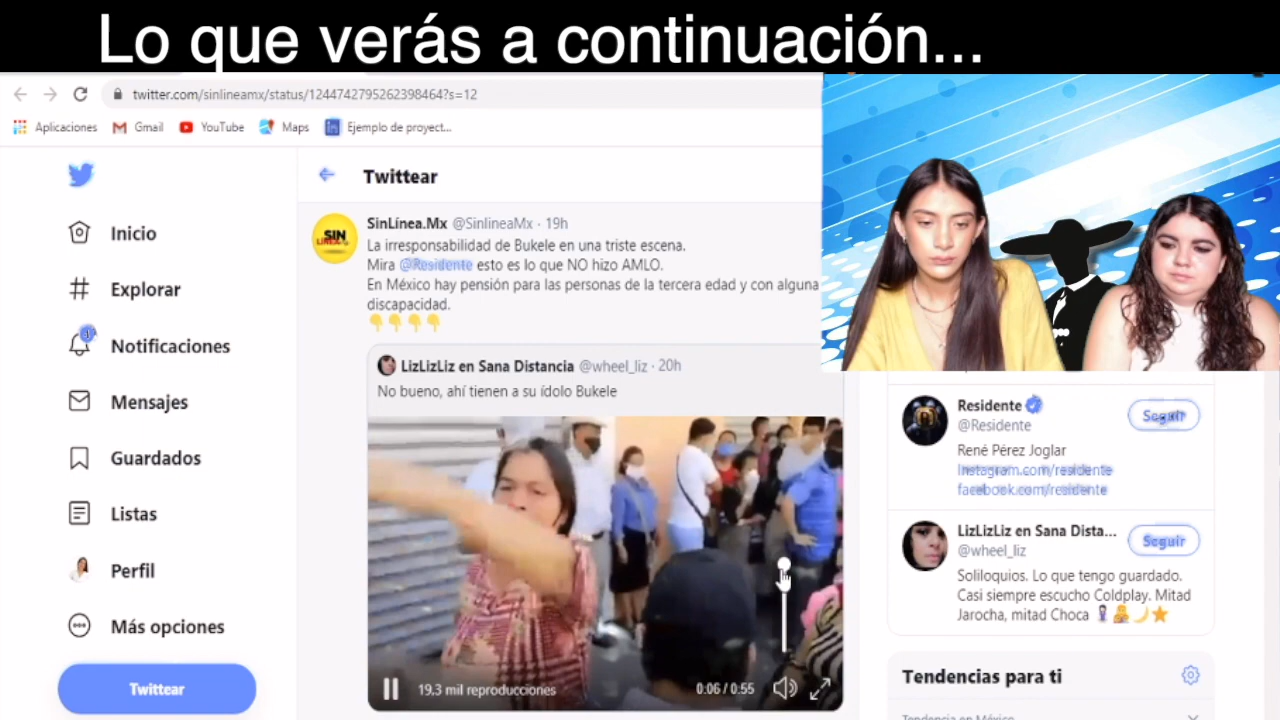 Lo que verás a continuación...
twitter.com/sinlineamx/status/1244742795262398464?s=12
Aplicaciones
Gmail
YouTube
Maps
Ejemplo de proyect...
Twittear
Inicio
Explorar
Notificaciones
Mensajes
Guardados
Listas
Perfil
Más opciones
Twittear
SIN
LÍNEA
SinLínea.Mx @SinlineaMx · 19h
La irresponsabilidad de Bukele en una triste escena.
Mira @Residente esto es lo que NO hizo AMLO.
En México hay pensión para las personas de la tercera edad y con alguna
discapacidad.
LizLizLiz en Sana Distancia @wheel_liz · 20h
No bueno, ahí tienen a su ídolo Bukele
19,3 mil reproducciones
0:06 / 0:55
Residente
@Residente
Seguir
René Pérez Joglar
Instagram.com/residente
facebook.com/residente
LizLizLiz en Sana Dista...
@wheel_liz
Seguir
Soliloquios. Lo que tengo guardado.
Casi siempre escucho Coldplay. Mitad
Jarocha, mitad Choca
Tendencias para ti
Tendencia en México